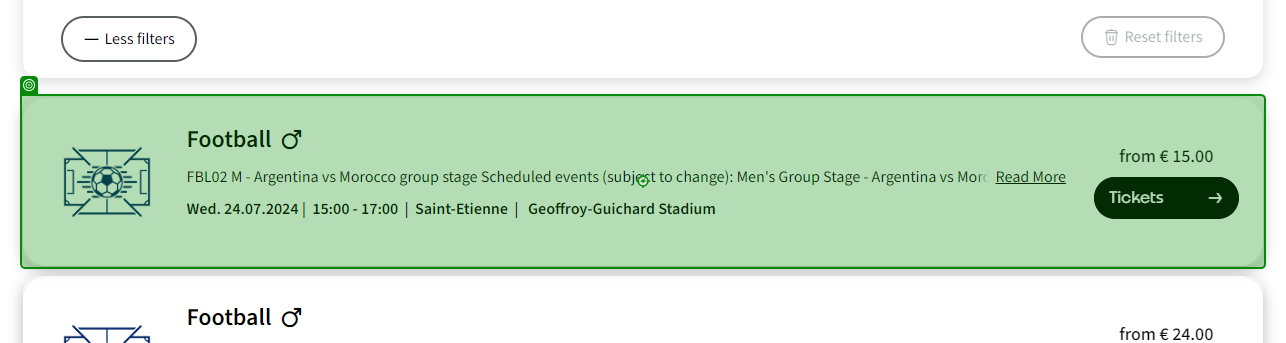 — Less filters
Reset filters
Football
from € 15.00
FBL02 M - Argentina vs Morocco group stage Scheduled events (subject to change): Men's Group Stage - Argentina vs Moroc Read More
Tickets →
Wed. 24.07.2024 | 15:00 - 17:00 | Saint-Etienne | Geoffroy-Guichard Stadium
Football
from € 24.00